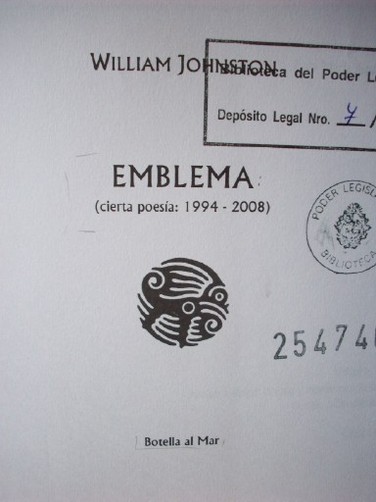 WILLIAM JOHNSTON
Biblioteca del Poder L
Depósito Legal Nro. 7 /
EMBLEMA
(cierta poesía: 1994 - 2008)
PODER LEGISLA
BIBLIOTECA
25474
Botella al Mar